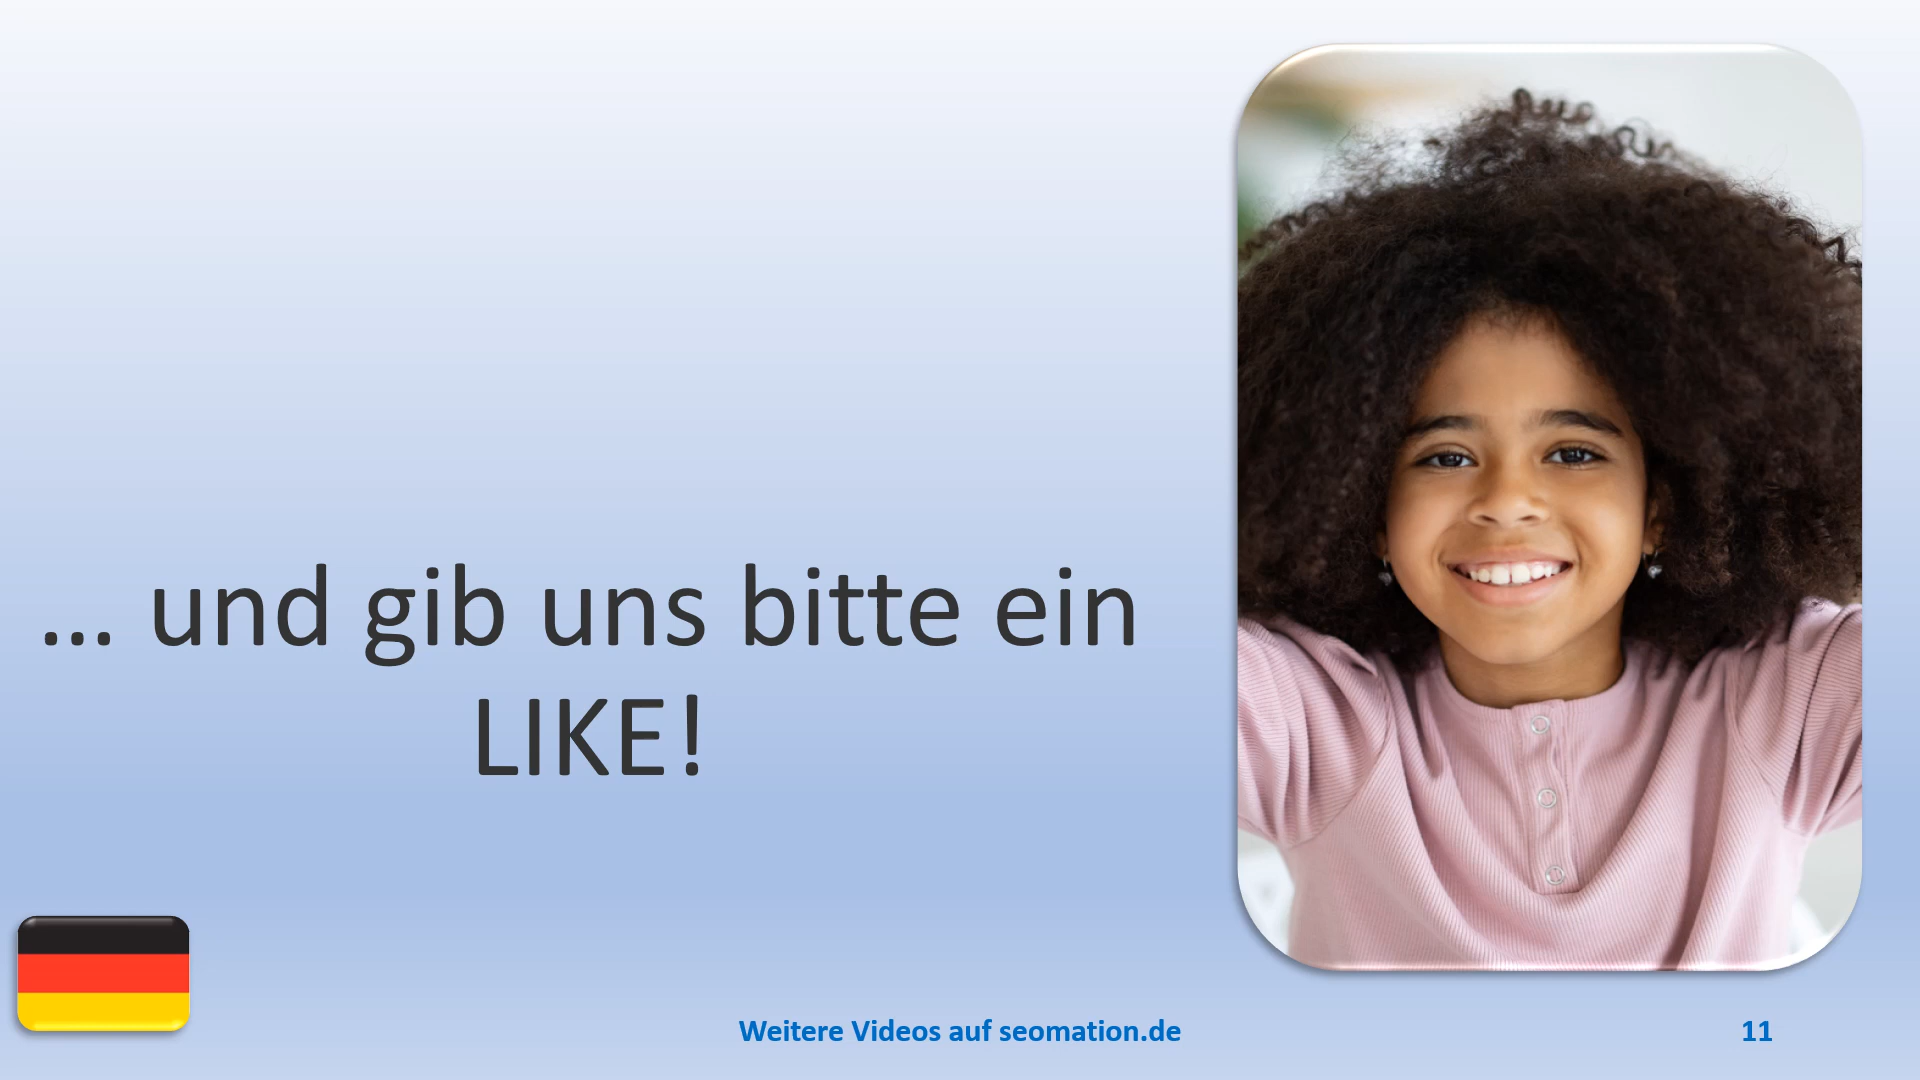 ... und gib uns bitte ein
LIKE!
Weitere Videos auf seomation.de
11